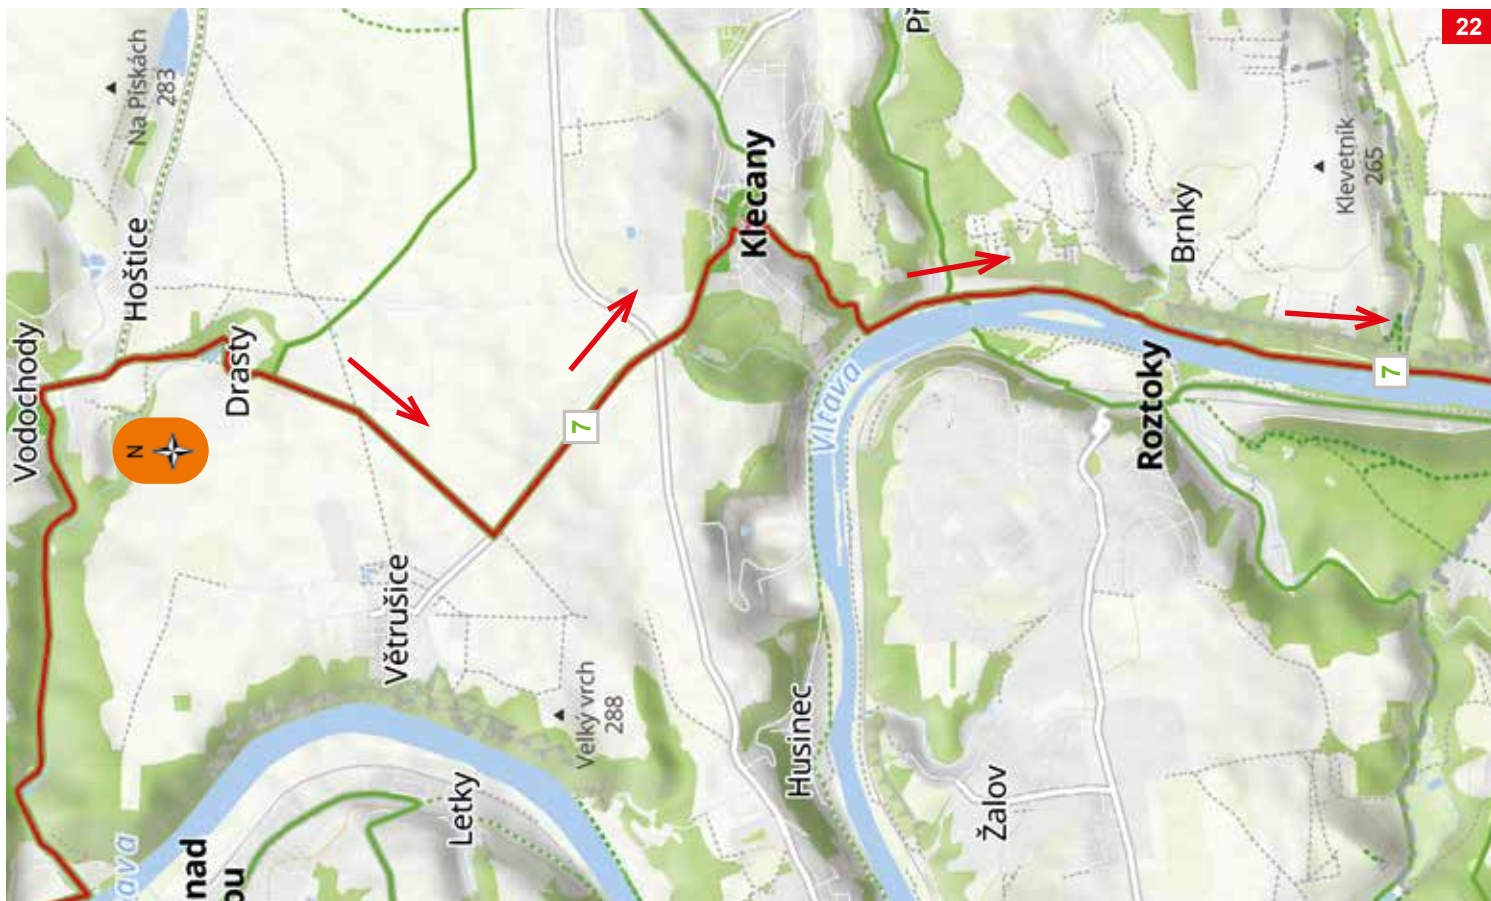 22
Na Pískách
283
Hoštice
Vodochody
Drasty
N
Klecany
Př
Brnky
Klevetník
265
7
7
Vltava
Roztoky
Větrušice
Velký vrch
288
Husinec
Letky
Žalov
nad
ou
ava